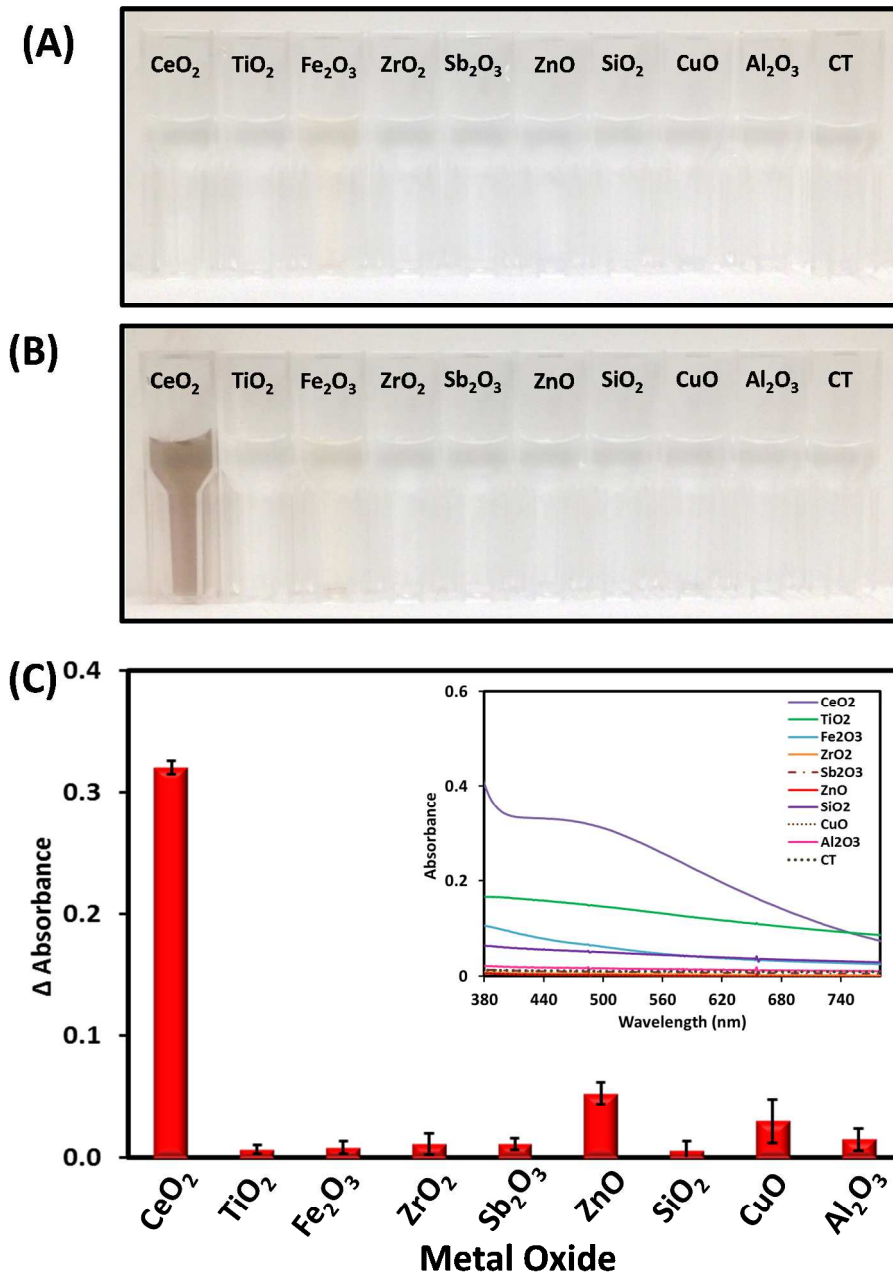 (A)
CeO₂ TiO₂ Fe₂O₃ ZrO₂ Sb₂O₃ ZnO SiO₂ CuO Al₂O₃ CT
(B)
CeO₂ TiO₂ Fe₂O₃ ZrO₂ Sb₂O₃ ZnO SiO₂ CuO Al₂O₃ CT
(C)
Δ Absorbance
0.4
0.3
0.2
0.1
0.0
Absorbance
0.6
0.4
0.2
0
380 440 500 560 620 680 740
Wavelength (nm)
CeO2
TiO2
Fe2O3
ZrO2
Sb2O3
ZnO
SiO2
CuO
Al2O3
CT
CeO₂ TiO₂ Fe₂O₃ ZrO₂ Sb₂O₃ ZnO SiO₂ CuO Al₂O₃
Metal Oxide